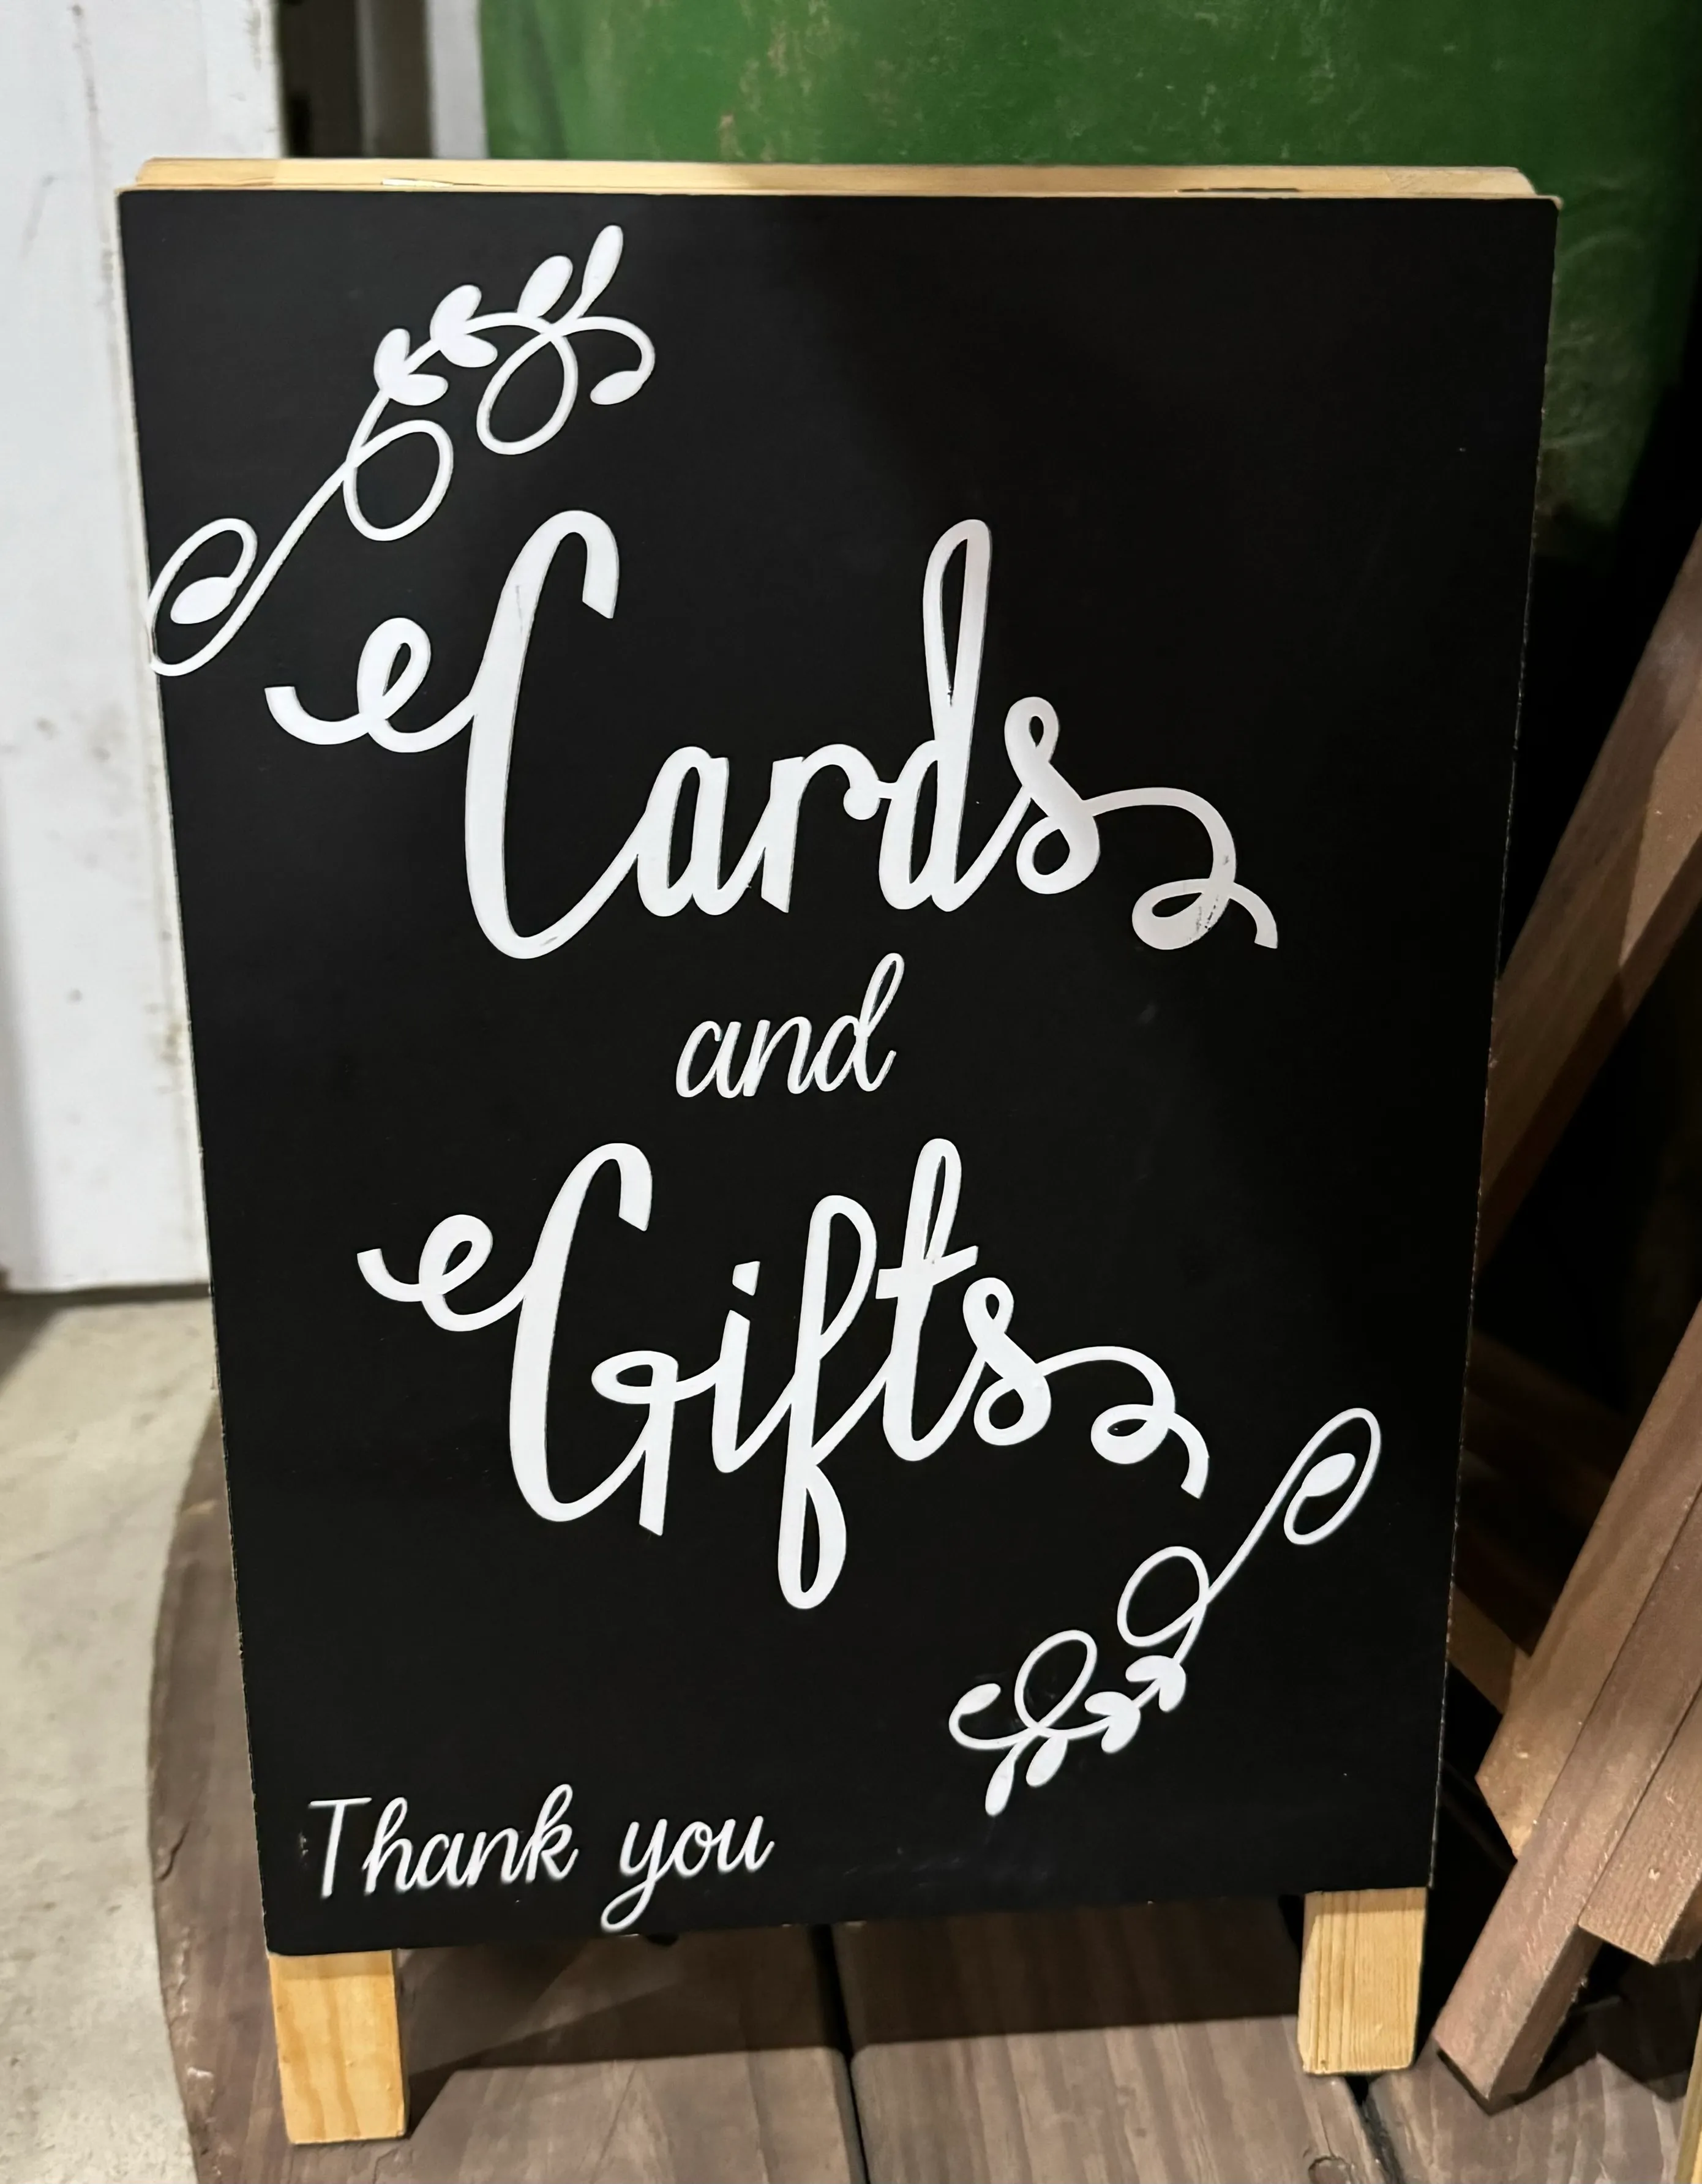 Cards
and
Gifts
Thank you